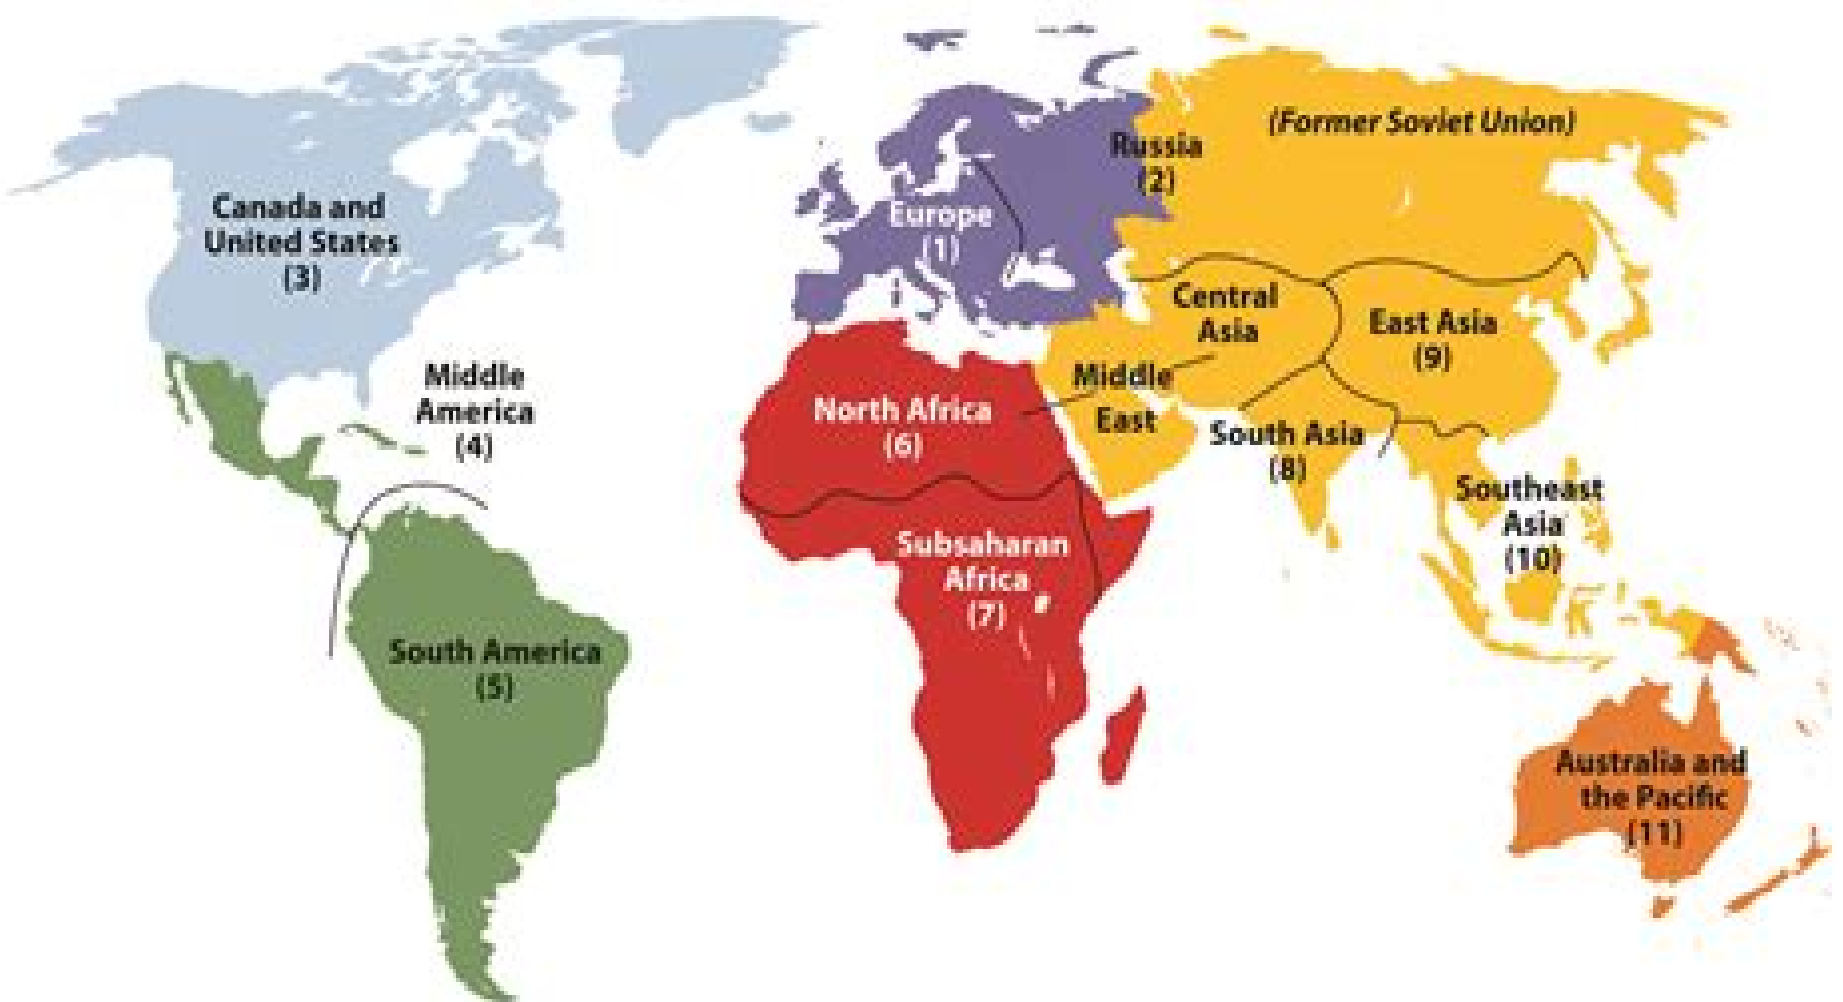 (Former Soviet Union)
Russia
(2)
Canada and
United States
(3)
Europe
(1)
Central
Asia
East Asia
(9)
Middle
America
(4)
Middle
East
North Africa
(6)
South Asia
(8)
Southeast
Asia
(10)
Subsaharan
Africa
(7)
South America
(5)
Australia and
the Pacific
(11)